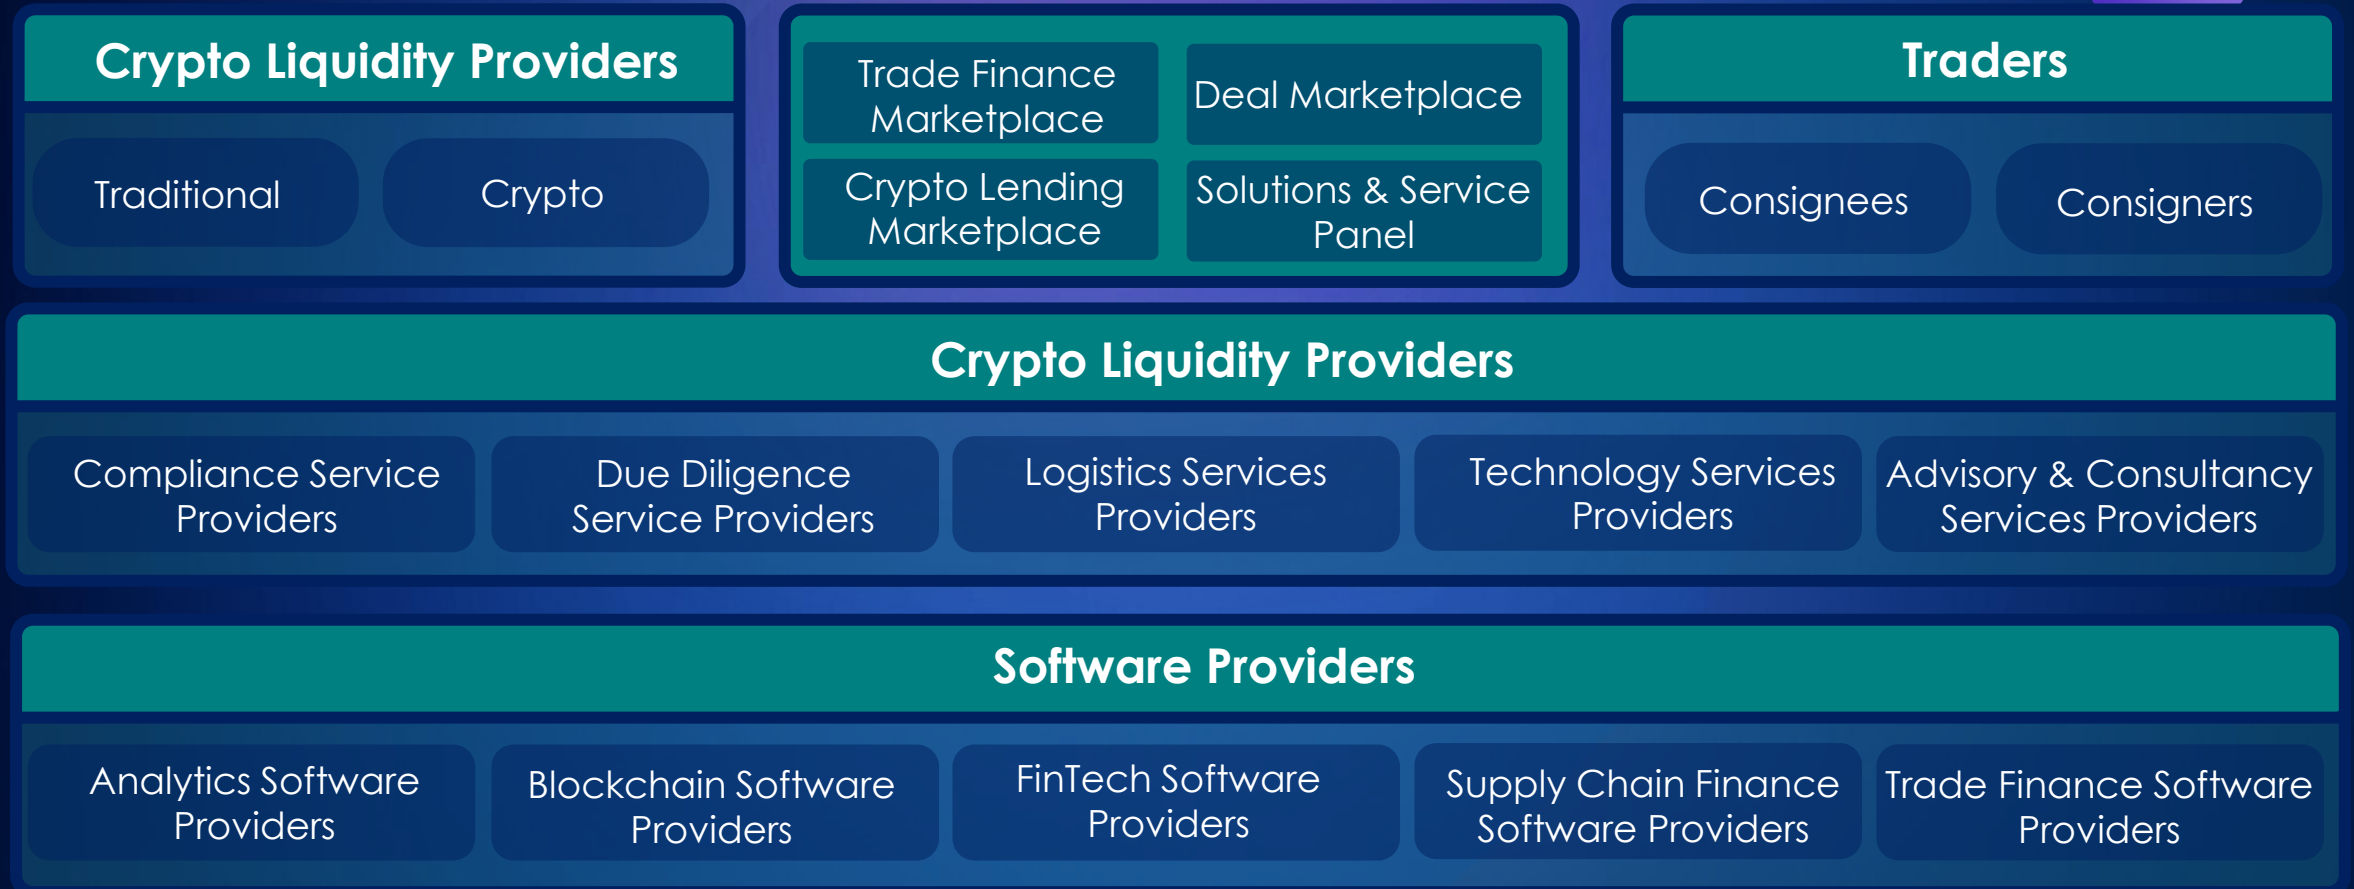 Crypto Liquidity Providers
Traditional
Crypto
Trade Finance
Marketplace
Deal Marketplace
Crypto Lending
Marketplace
Solutions & Service
Panel
Traders
Consignees
Consigners
Crypto Liquidity Providers
Compliance Service
Providers
Due Diligence
Service Providers
Logistics Services
Providers
Technology Services
Providers
Advisory & Consultancy
Services Providers
Software Providers
Analytics Software
Providers
Blockchain Software
Providers
FinTech Software
Providers
Supply Chain Finance
Software Providers
Trade Finance Software
Providers